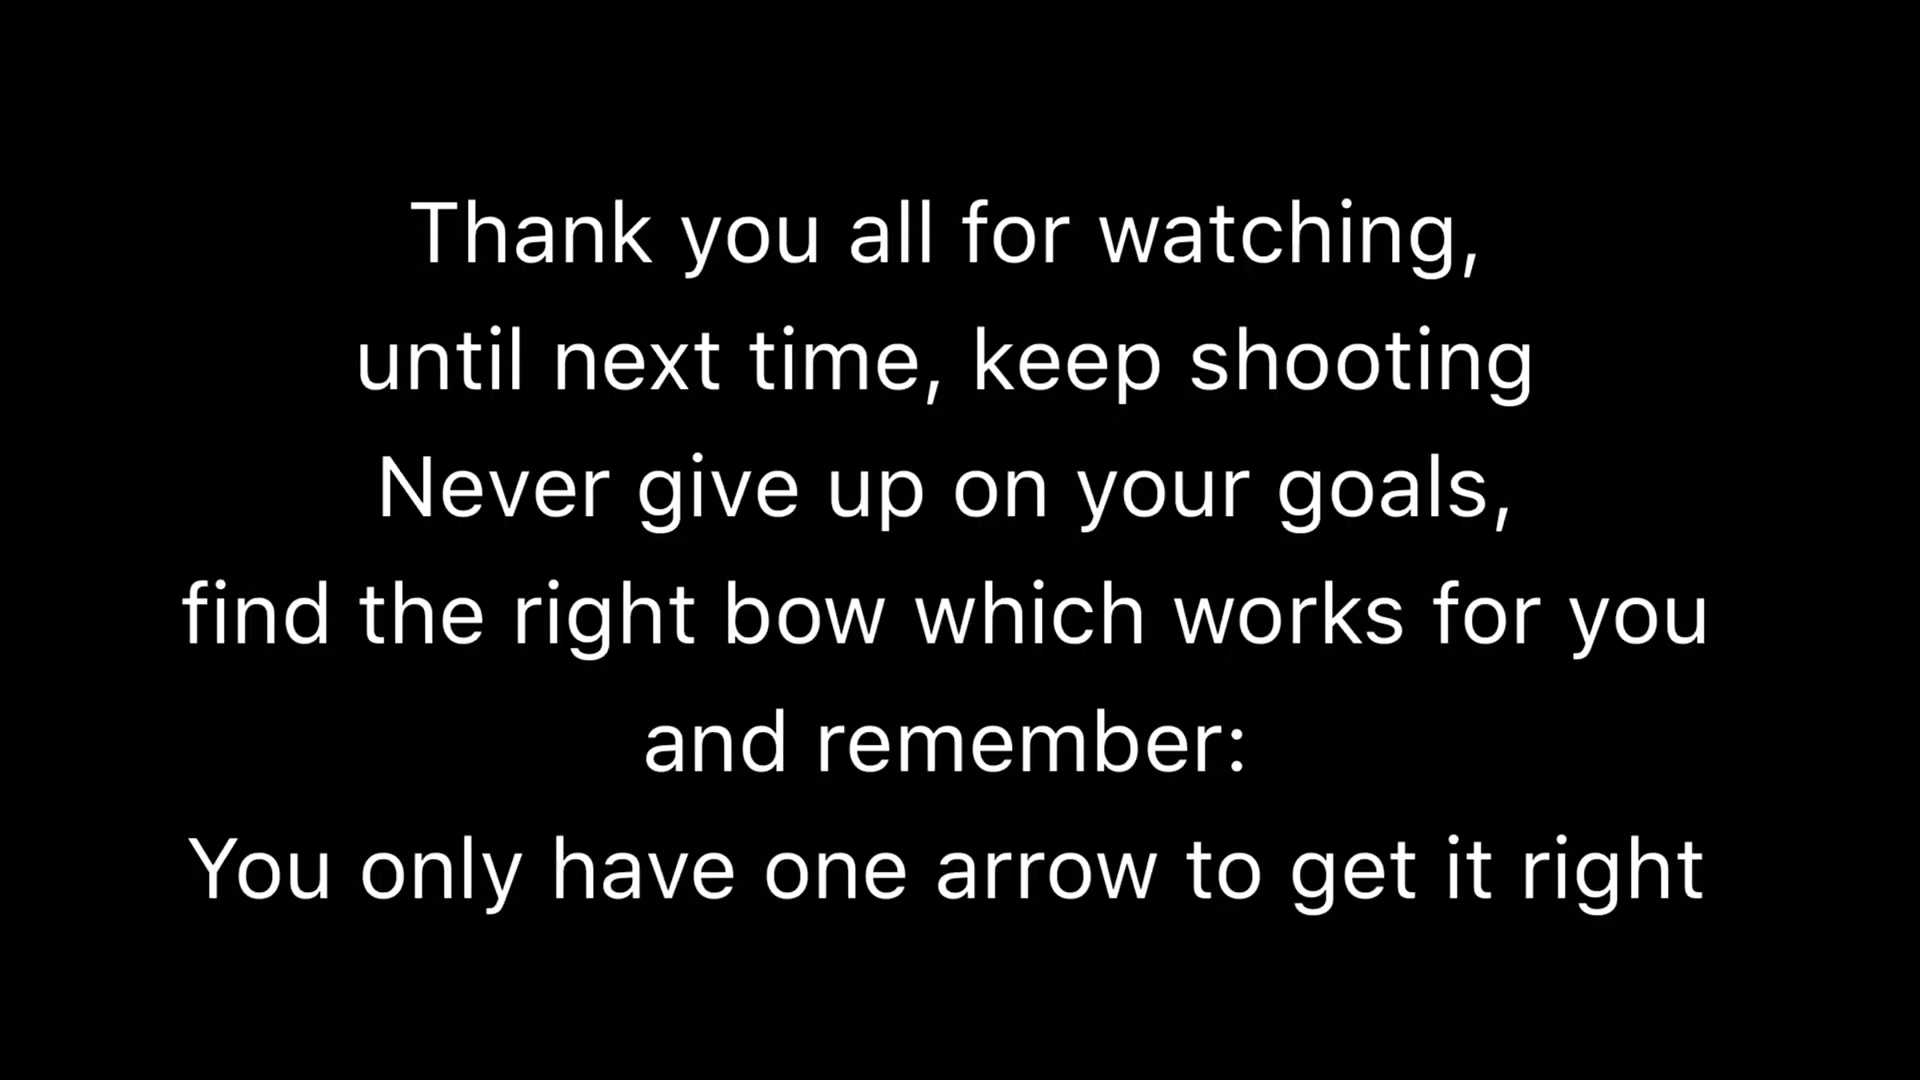 Thank you all for watching,
until next time, keep shooting
Never give up on your goals,
find the right bow which works for you
and remember:
You only have one arrow to get it right